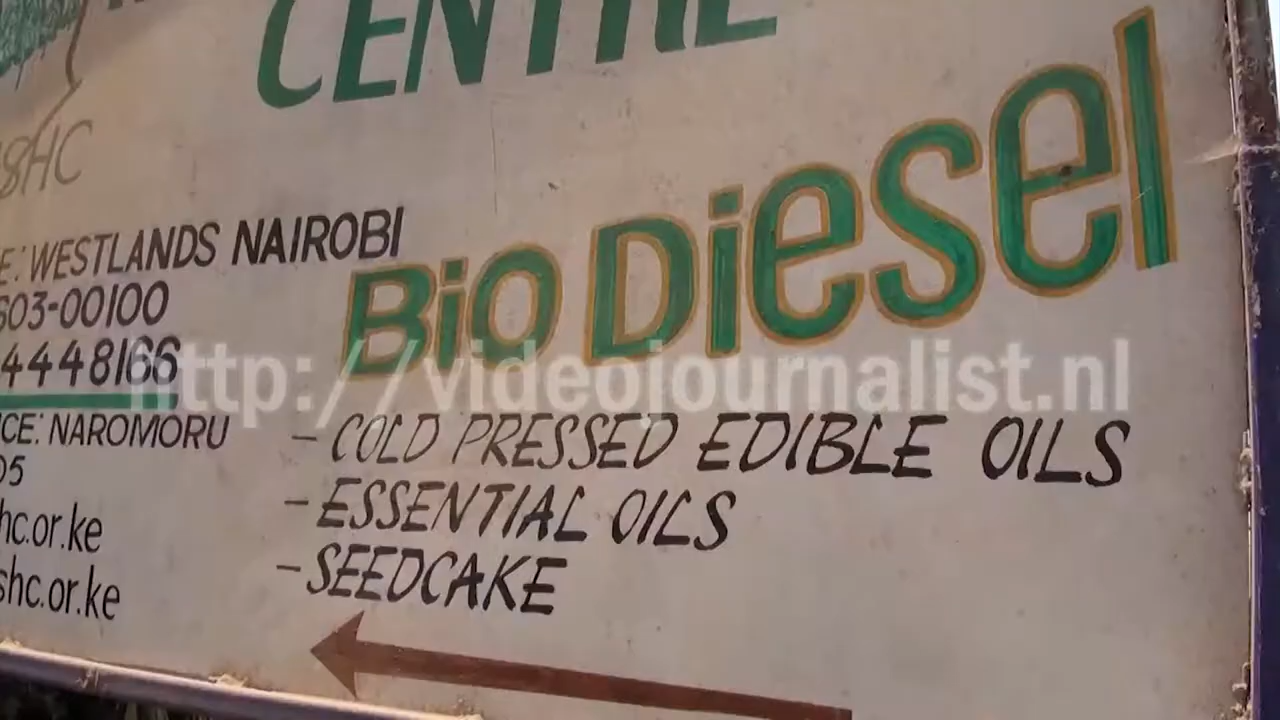 CENTRE
8HC
E: WESTLANDS NAIROBI
603-00100
4448166
CE: NAROMORU
05
hc.or.ke
shc.or.ke
BiO DiEsel
- COLD PRESSED EDIBLE OILS
- ESSENTIAL OILS
- SEEDCAKE
http://videojournalist.nl